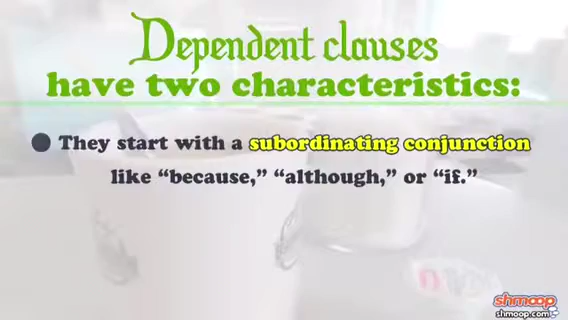 Dependent clauses
have two characteristics:
They start with a subordinating conjunction
like “because,” “although,” or “if.”
shmoop
shmoop.com